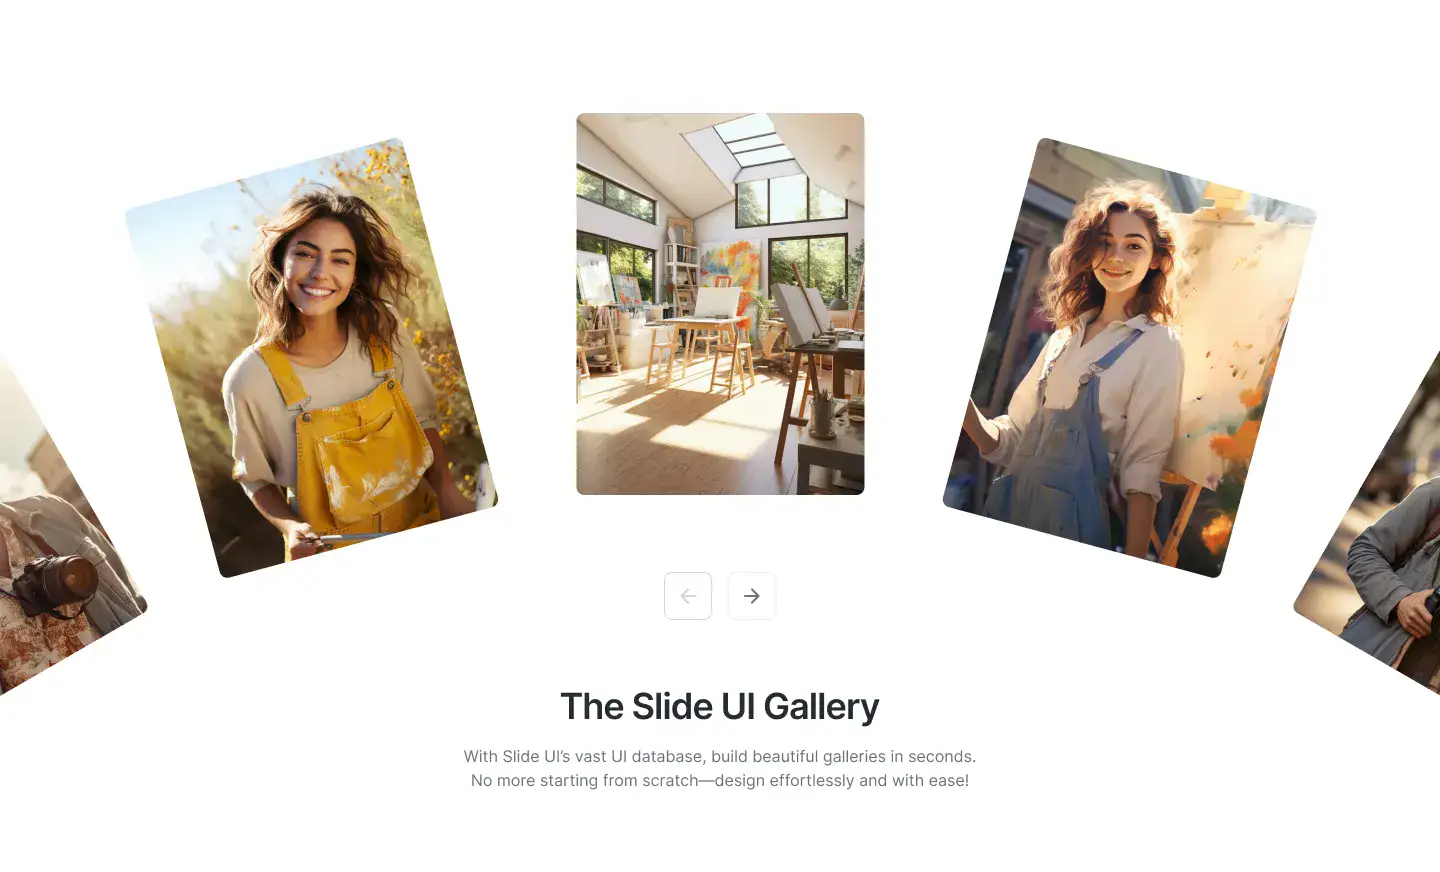 The Slide UI Gallery
With Slide UI’s vast UI database, build beautiful galleries in seconds.
No more starting from scratch—design effortlessly and with ease!